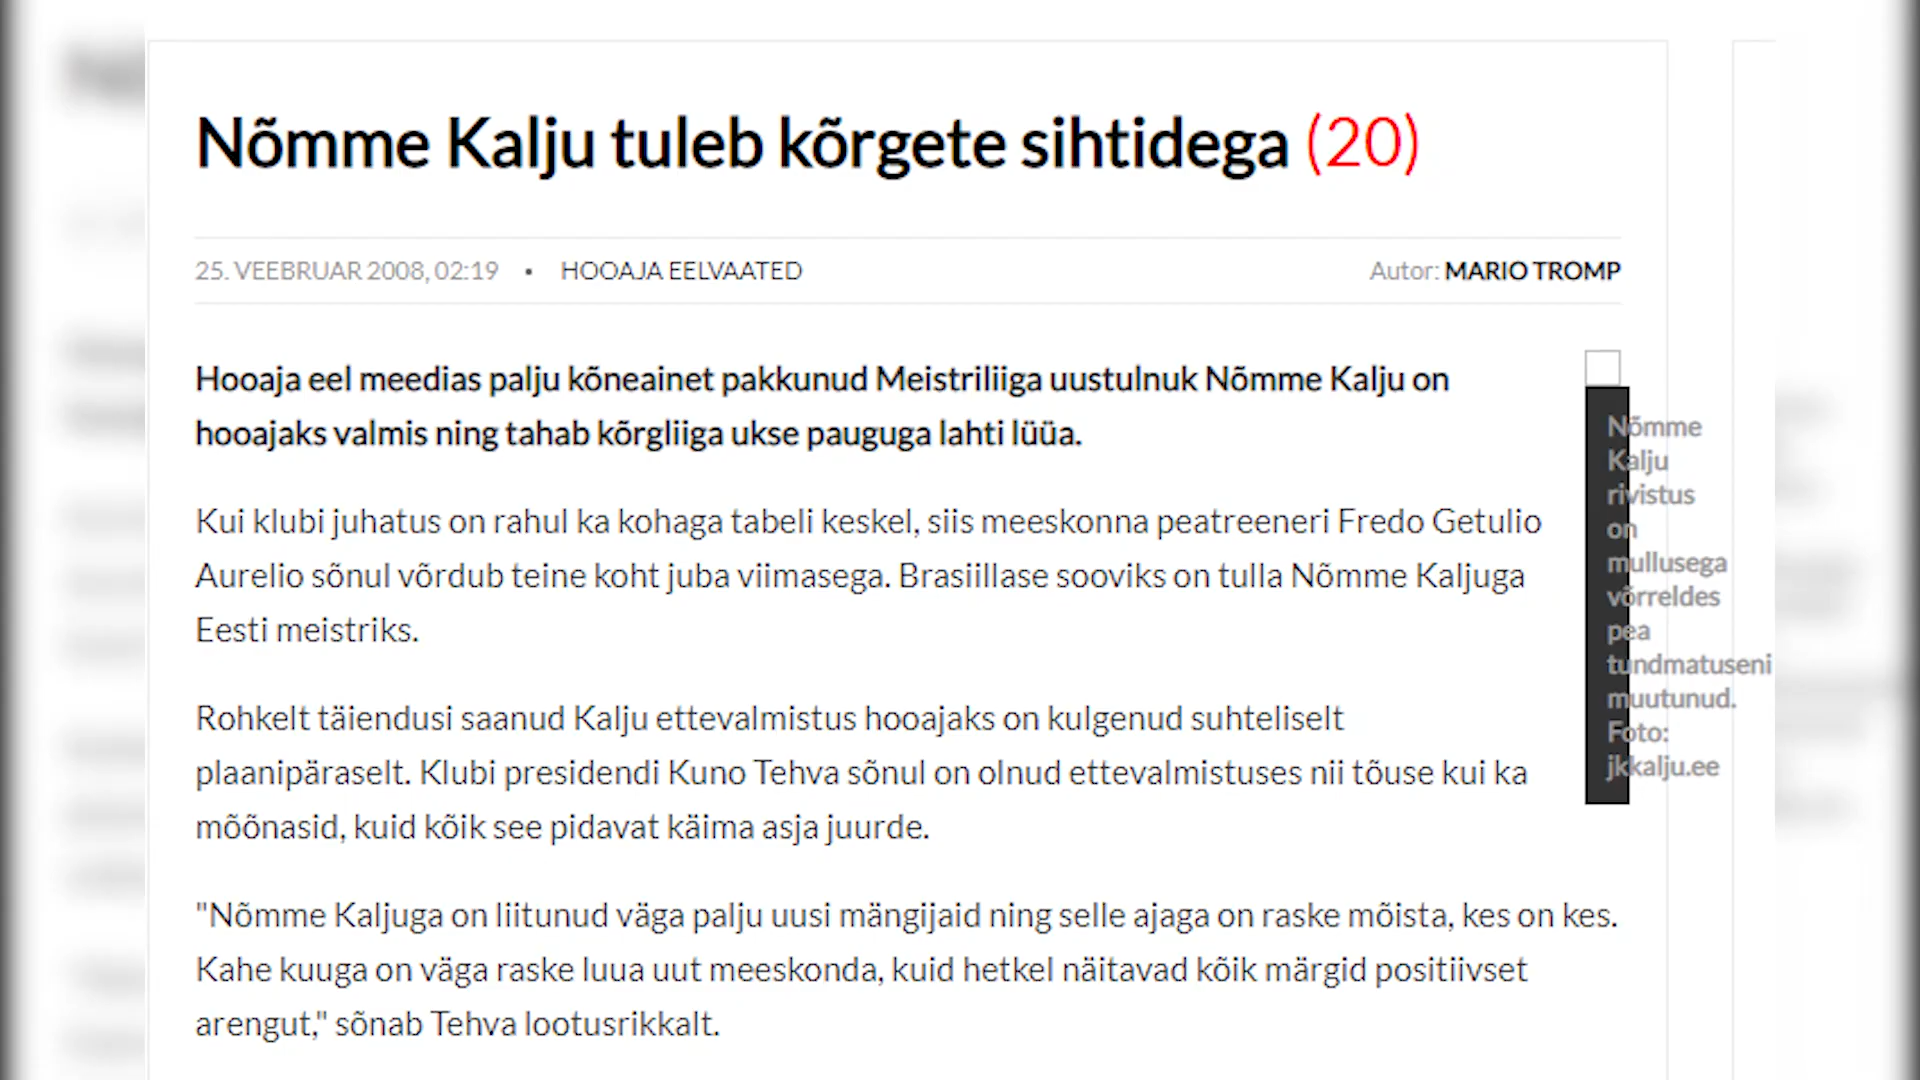 Nõmme Kalju tuleb kõrgete sihtidega (20)
25. VEEBRUAR 2008, 02:19 • HOOAJA EELVAATED
Autor: MARIO TROMP
Hooaja eel meedias palju kõneainet pakkunud Meistriliiga uustulnuk Nõmme Kalju on
hooajaks valmis ning tahab kõrgliiga ukse pauguga lahti lüüa.
Kui klubi juhatus on rahul ka kohaga tabeli keskel, siis meeskonna peatreeneri Fredo Getulio
Aurelio sõnul võrdub teine koht juba viimasega. Brasiillase sooviks on tulla Nõmme Kaljuga
Eesti meistriks.
Rohkelt täiendusi saanud Kalju ettevalmistus hooajaks on kulgenud suhteliselt
plaanipäraselt. Klubi presidendi Kuno Tehva sõnul on olnud ettevalmistuses nii tõuse kui ka
mõõnasid, kuid kõik see pidavat käima asja juurde.
"Nõmme Kaljuga on liitunud väga palju uusi mängijaid ning selle ajaga on raske mõista, kes on kes.
Kahe kuuga on väga raske luua uut meeskonda, kuid hetkel näitavad kõik märgid positiivset
arengut," sõnab Tehva lootusrikkalt.
Nõmme
Kalju
rivistus
on
mullusega
võrreldes
pea
tundmatuseni
muutunud.
Foto:
jkkalju.ee